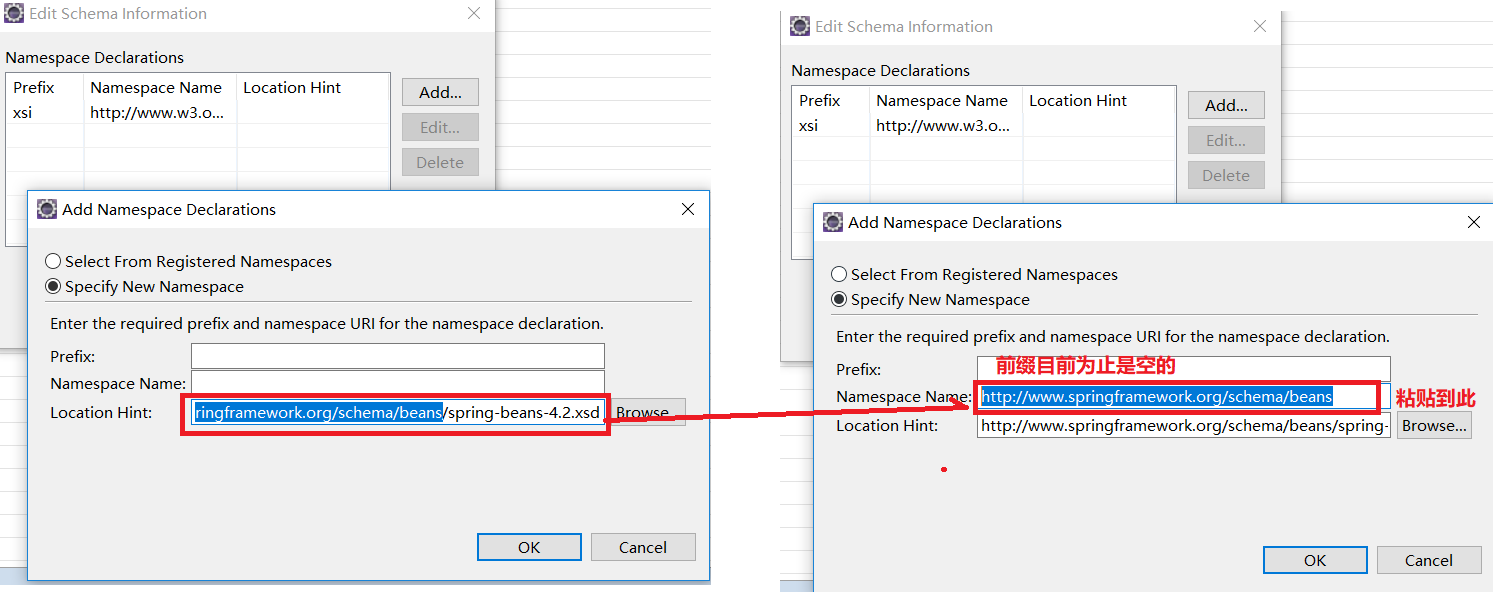 Edit Schema Information
Namespace Declarations
Prefix Namespace Name Location Hint
xsi http://www.w3.o...
Add...
Edit...
Delete
Add Namespace Declarations
Select From Registered Namespaces
Specify New Namespace
Enter the required prefix and namespace URI for the namespace declaration.
Prefix:
Namespace Name:
Location Hint: ringframework.org/schema/beans/spring-beans-4.2.xsd Browse...
OK Cancel
Edit Schema Information
Namespace Declarations
Prefix Namespace Name Location Hint
xsi http://www.w3.o...
Add...
Edit...
Delete
Add Namespace Declarations
Select From Registered Namespaces
Specify New Namespace
Enter the required prefix and namespace URI for the namespace declaration.
Prefix: 前缀目前为止是空的
Namespace Name: http://www.springframework.org/schema/beans 粘贴到此
Location Hint: http://www.springframework.org/schema/beans/spring- Browse...
OK Cancel